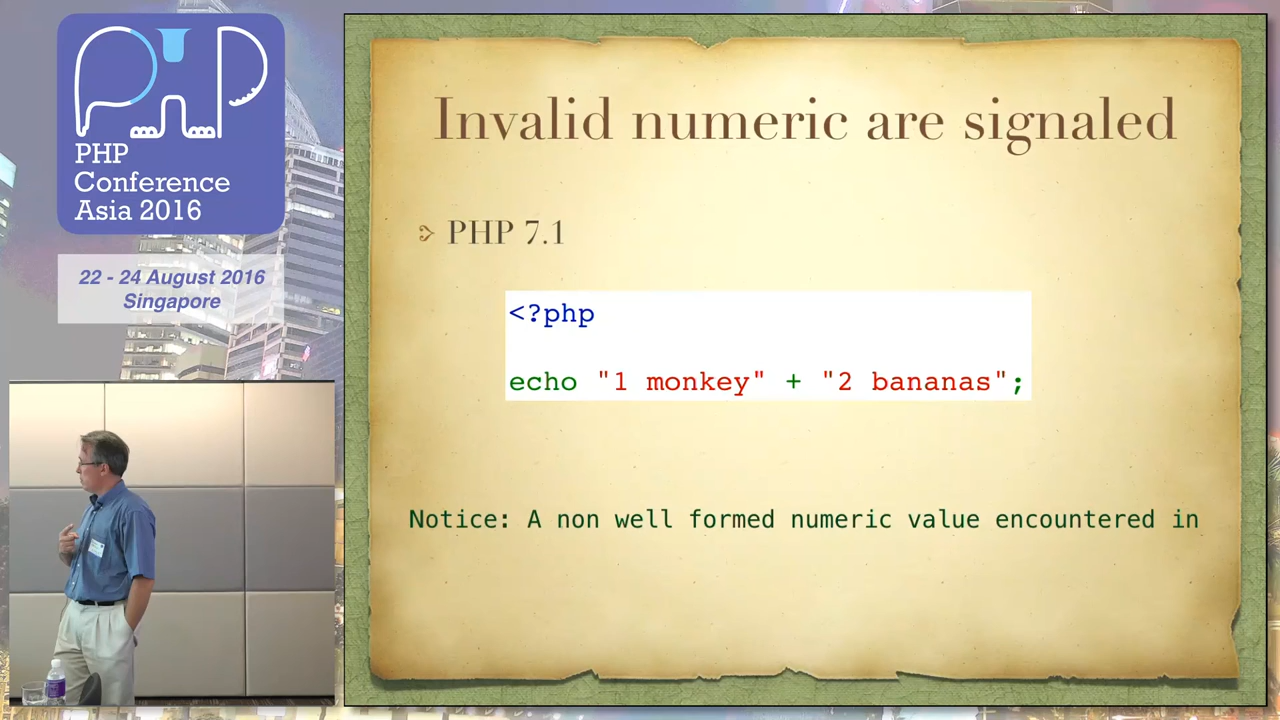 PHP
Conference
Asia 2016
22 - 24 August 2016
Singapore
Invalid numeric are signaled
PHP 7.1
<?php
echo "1 monkey" + "2 bananas";
Notice: A non well formed numeric value encountered in